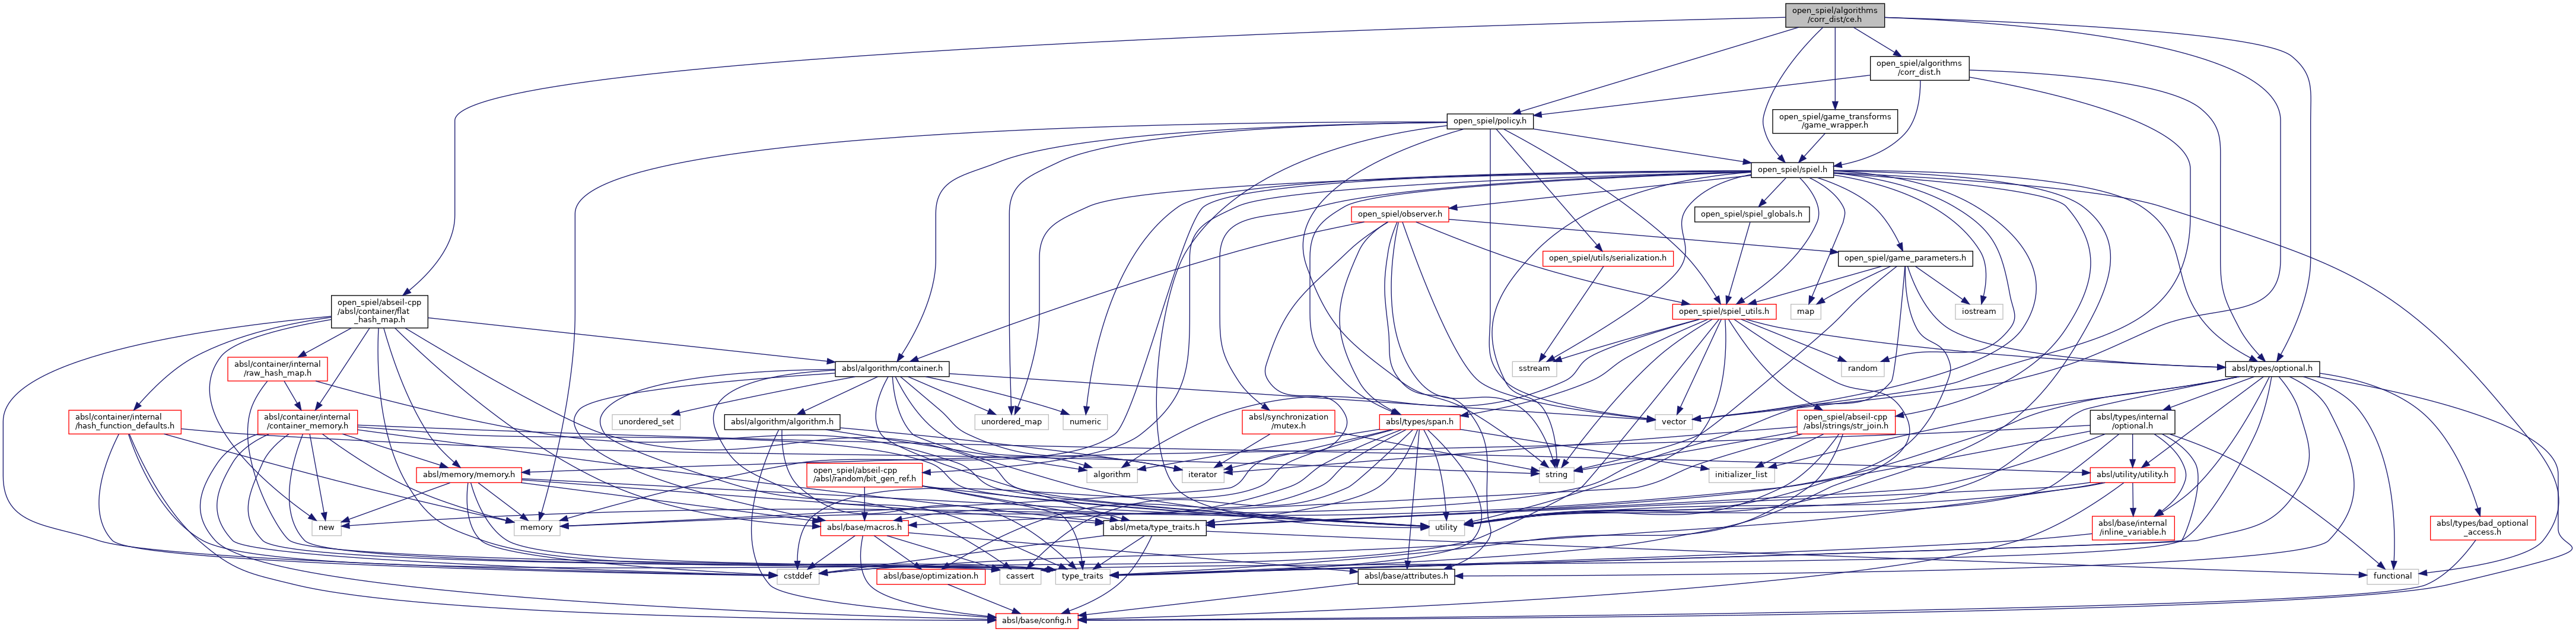 open_spiel/algorithms
/corr_dist/ce.h
open_spiel/algorithms
/corr_dist.h
open_spiel/policy.h
open_spiel/game_transforms
/game_wrapper.h
open_spiel/spiel.h
open_spiel/observer.h
open_spiel/spiel_globals.h
open_spiel/utils/serialization.h
open_spiel/game_parameters.h
open_spiel/abseil-cpp
/absl/container/flat
_hash_map.h
open_spiel/spiel_utils.h
map
iostream
absl/container/internal
/raw_hash_map.h
absl/algorithm/container.h
sstream
random
absl/types/optional.h
absl/container/internal
/hash_function_defaults.h
absl/container/internal
/container_memory.h
unordered_set
absl/algorithm/algorithm.h
unordered_map
numeric
absl/synchronization
/mutex.h
absl/types/span.h
vector
open_spiel/abseil-cpp
/absl/strings/str_join.h
absl/types/internal
/optional.h
absl/memory/memory.h
open_spiel/abseil-cpp
/absl/random/bit_gen_ref.h
algorithm
iterator
string
initializer_list
absl/utility/utility.h
new
memory
absl/base/macros.h
absl/meta/type_traits.h
utility
absl/base/internal
/inline_variable.h
absl/types/bad_optional
_access.h
cstddef
absl/base/optimization.h
cassert
type_traits
absl/base/attributes.h
functional
absl/base/config.h